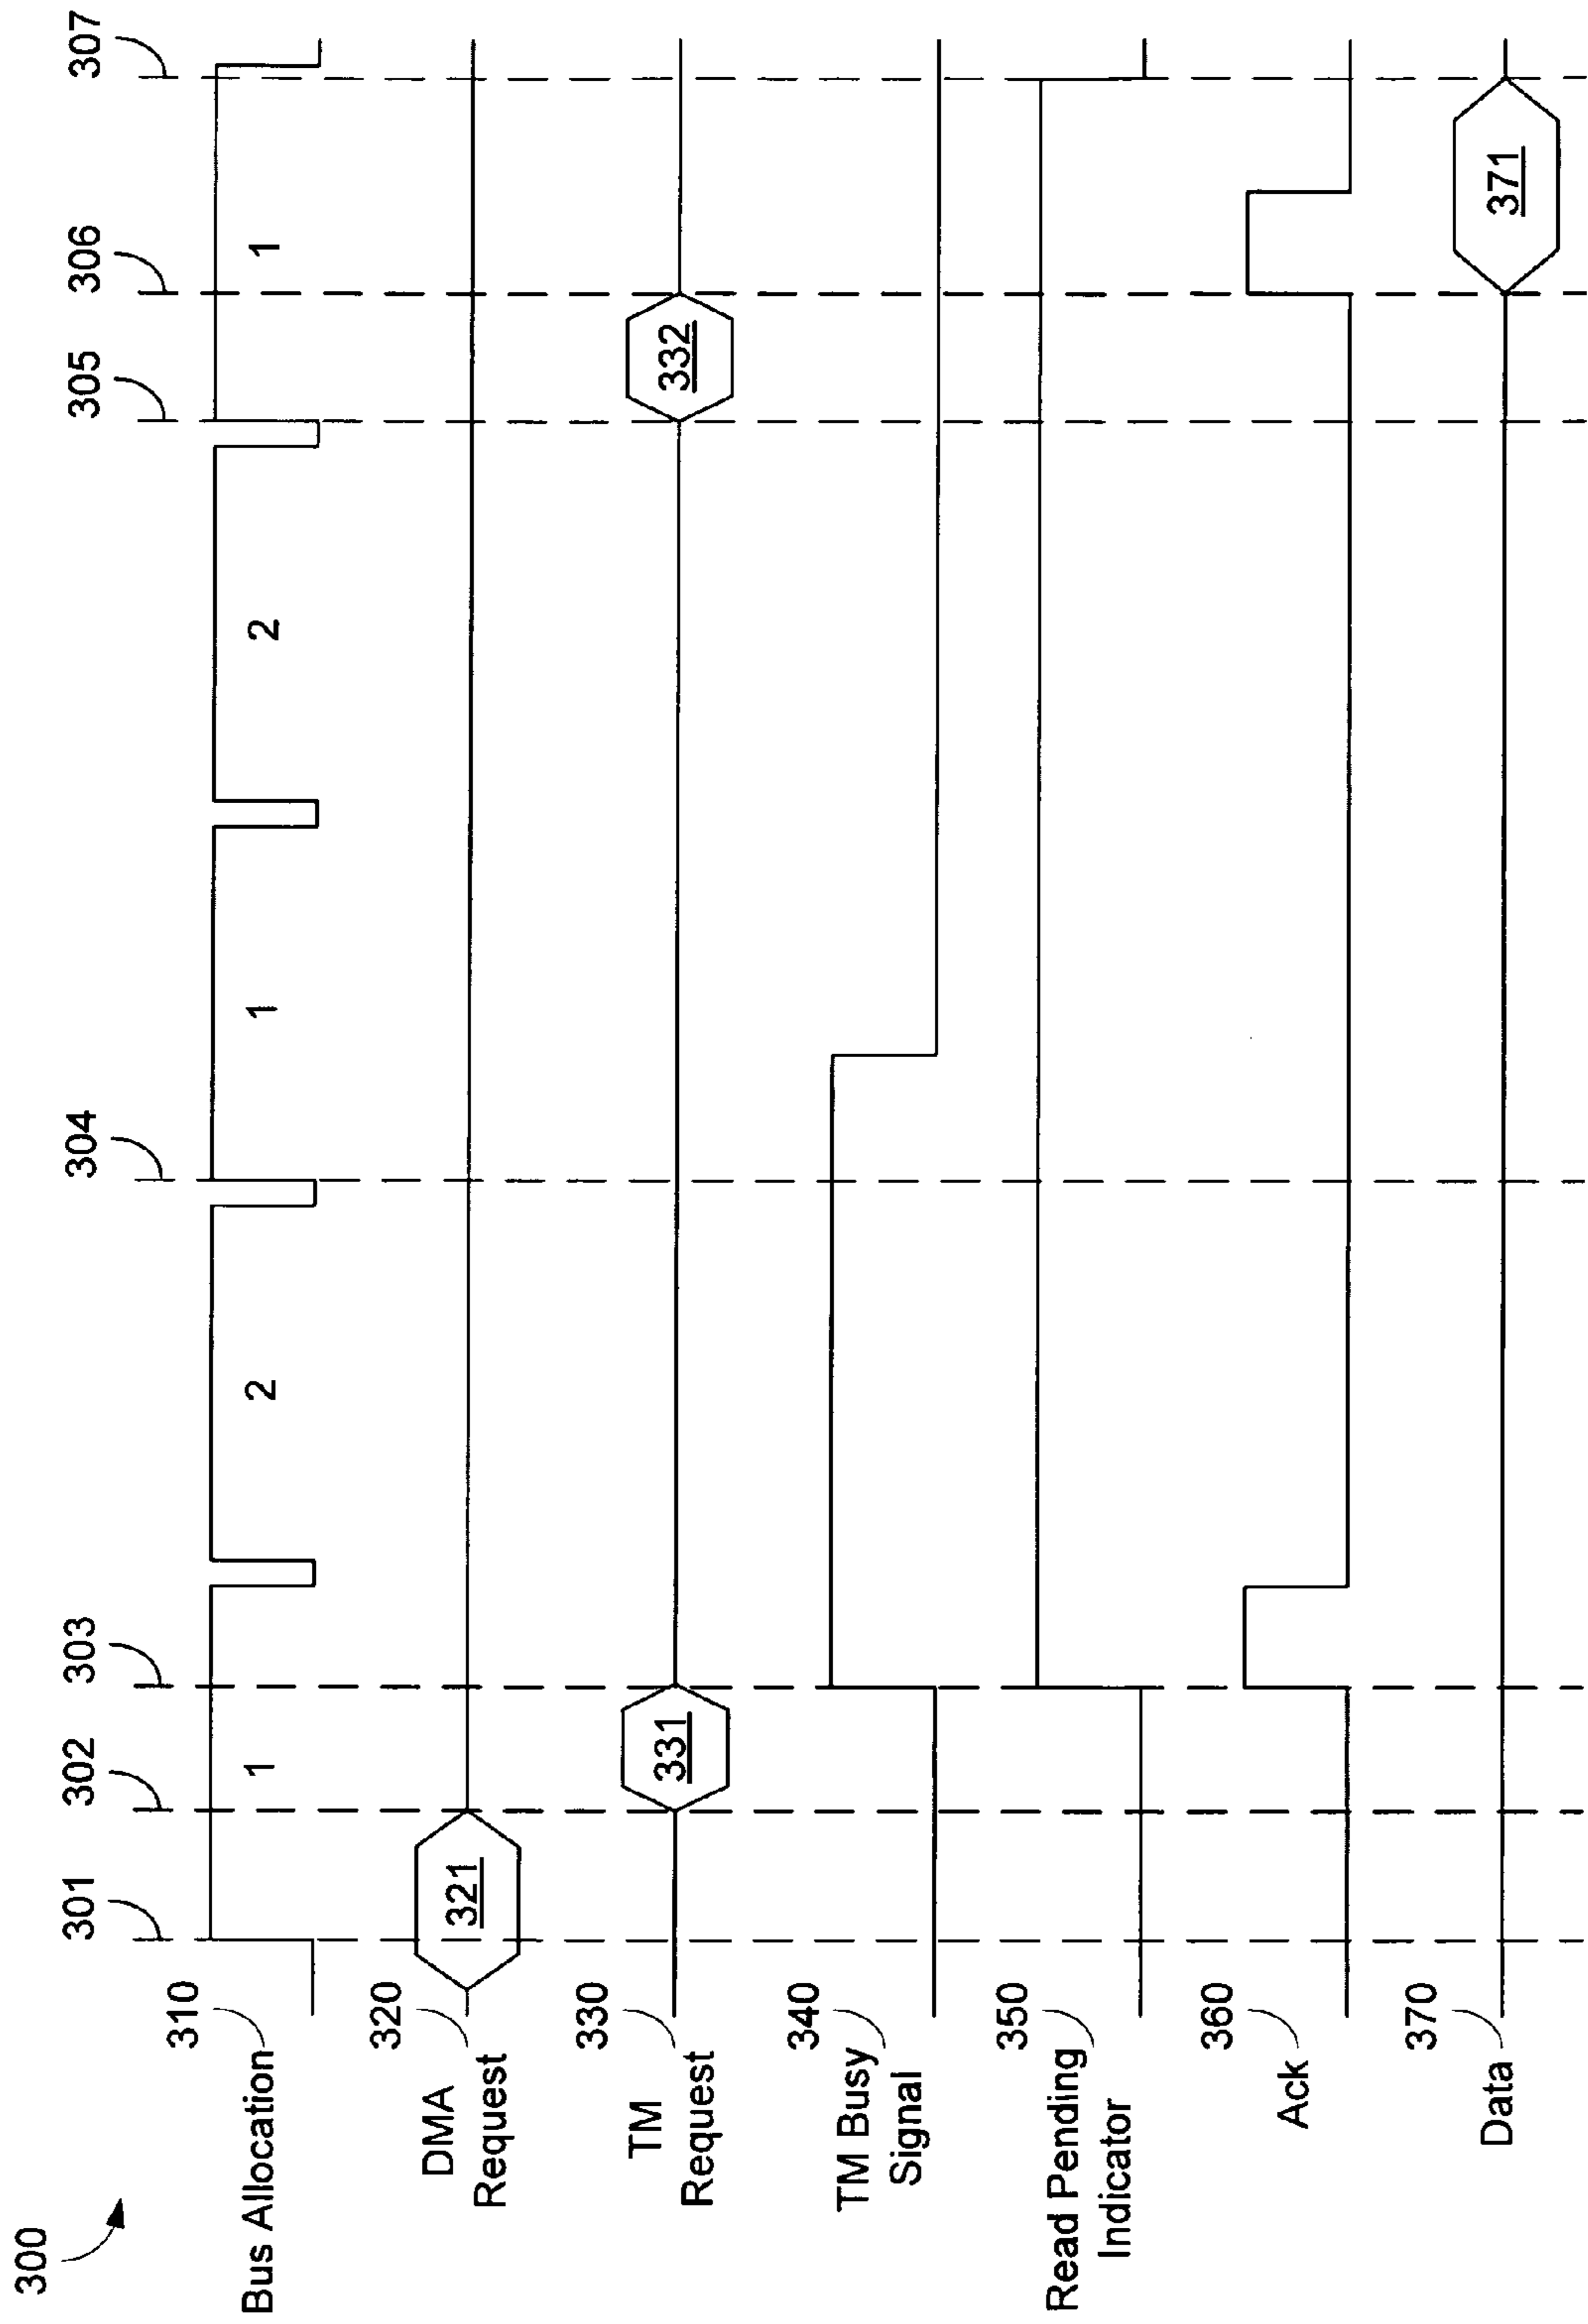 300
301
302
303
304
305
306
307
310
Bus Allocation
1
2
1
2
1
320
DMA
Request
321
330
TM
Request
331
332
340
TM Busy
Signal
350
Read Pending
Indicator
360
Ack
370
Data
371